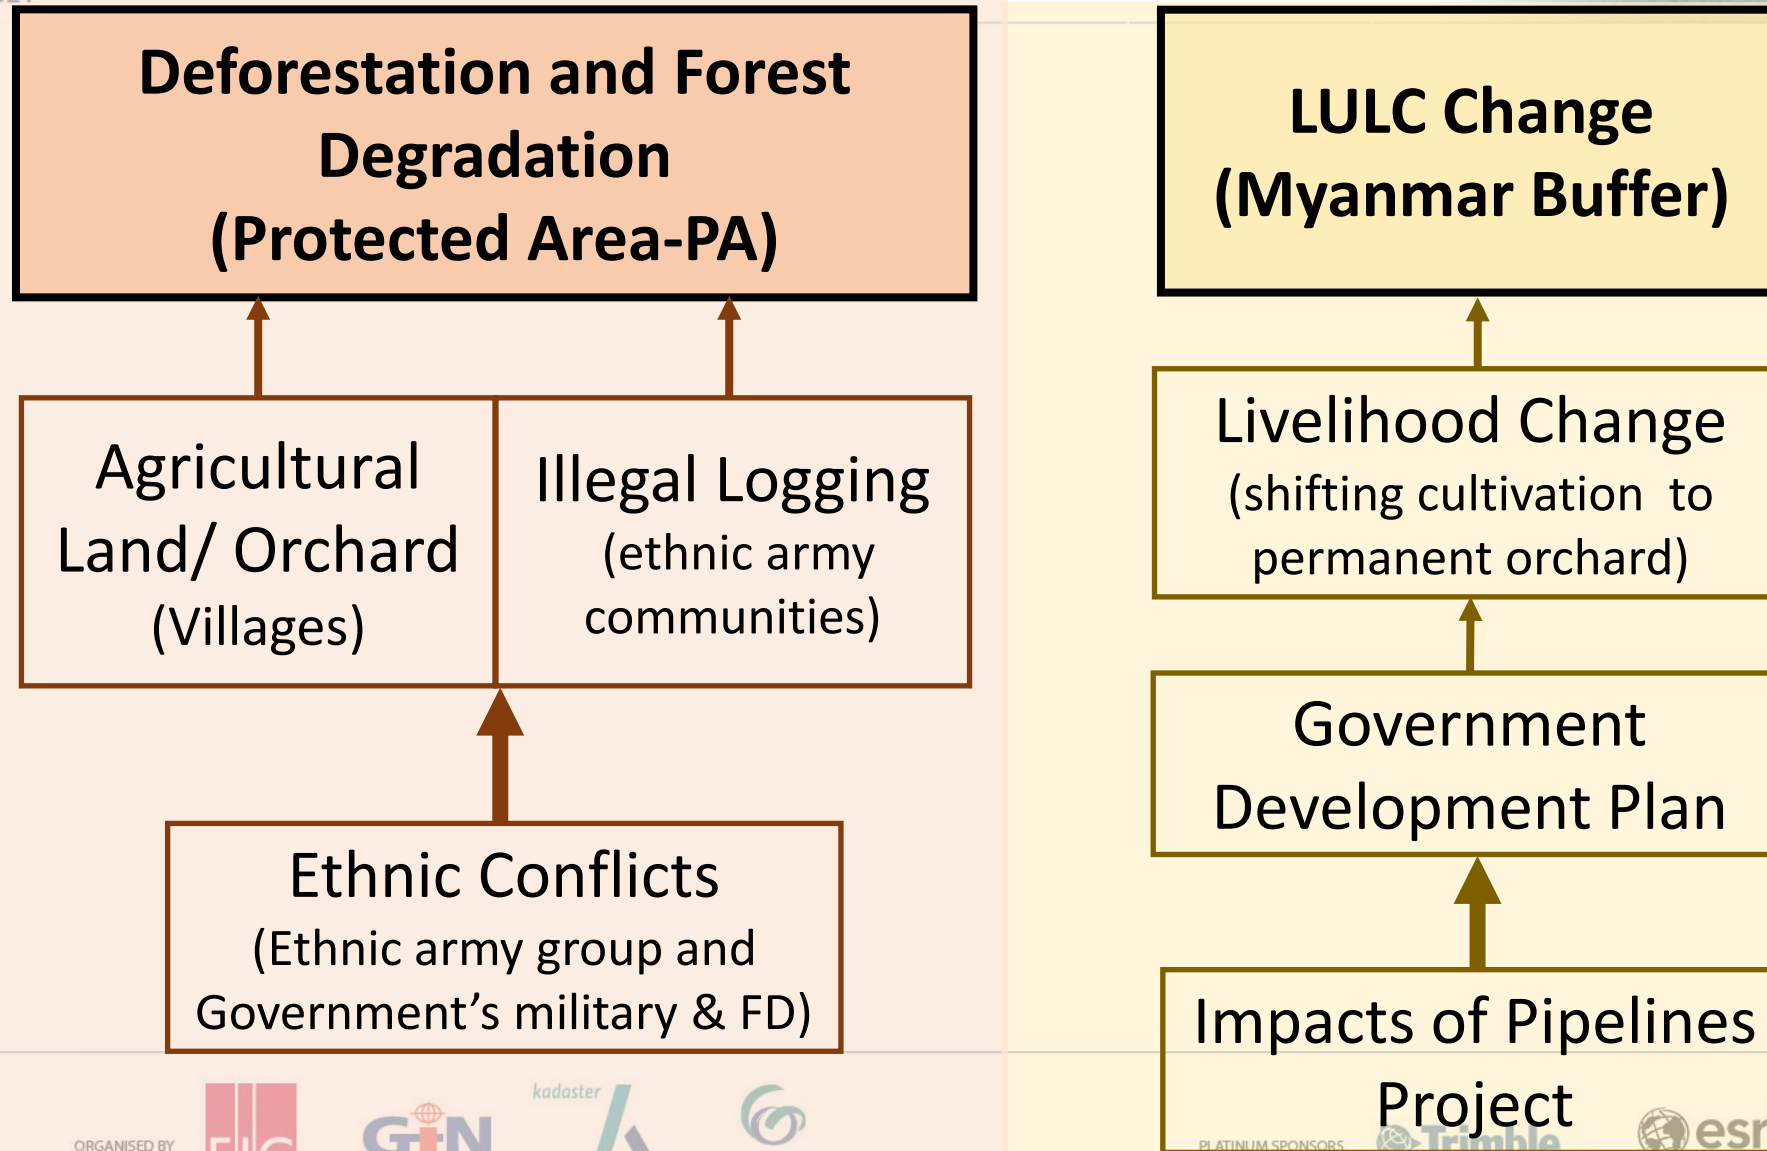 Deforestation and Forest
Degradation
(Protected Area-PA)
Agricultural
Land/ Orchard
(Villages)
Illegal Logging
(ethnic army
communities)
Ethnic Conflicts
(Ethnic army group and
Government’s military & FD)
LULC Change
(Myanmar Buffer)
Livelihood Change
(shifting cultivation to
permanent orchard)
Government
Development Plan
Impacts of Pipelines
Project
ORGANISED BY
kadaster
PLATINUM SPONSORS
Trimble